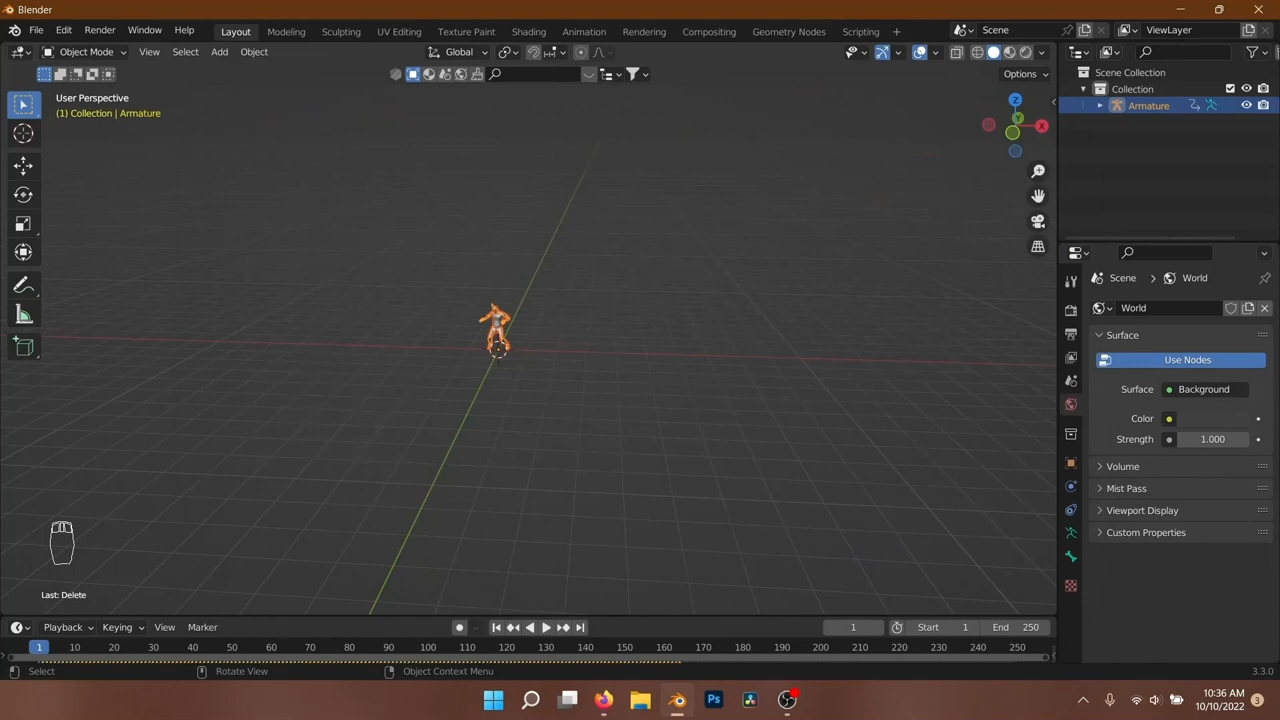 Blender
File Edit Render Window Help Layout Modeling Sculpting UV Editing Texture Paint Shading Animation Rendering Compositing Geometry Nodes Scripting Scene ViewLayer
Object Mode View Select Add Object Global
Options
Scene Collection
Collection
Armature
User Perspective
(1) Collection | Armature
Z
Y
X
Scene World
World
Surface
Use Nodes
Surface Background
Color
Strength 1.000
Volume
Mist Pass
Viewport Display
Custom Properties
Last: Delete
Playback Keying View Marker 1 Start 1 End 250
1 10 20 30 40 50 60 70 80 90 100 110 120 130 140 150 160 170 180 190 200 210 220 230 240 250
Select Rotate View Object Context Menu 3.3.0
Ps
10:36 AM
10/10/2022
3